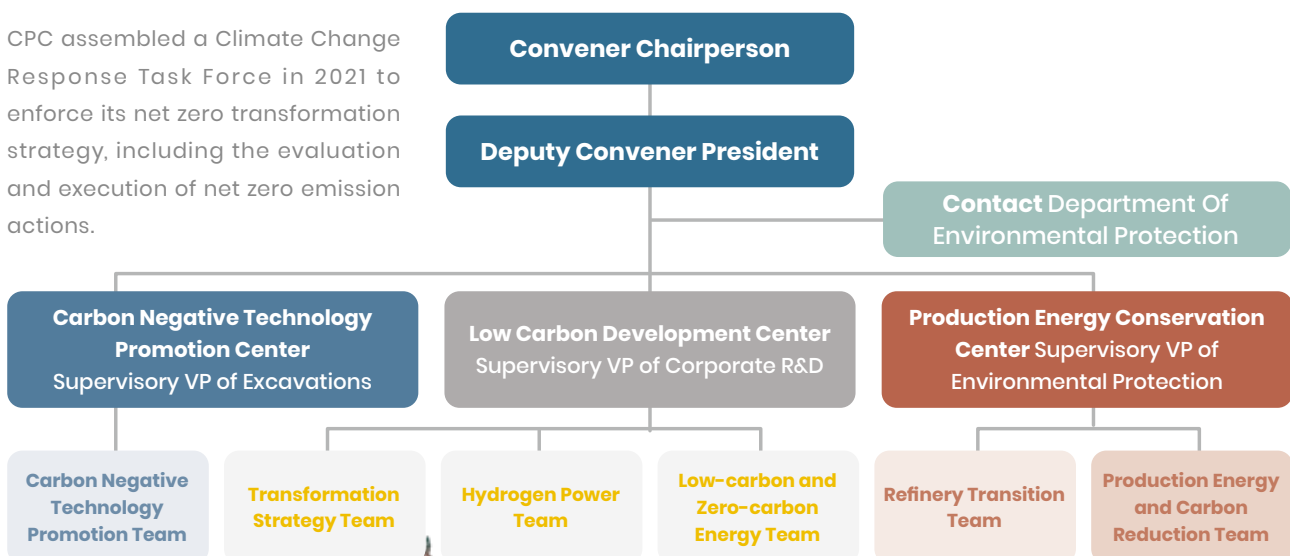 CPC assembled a Climate Change
Response Task Force in 2021 to
enforce its net zero transformation
strategy, including the evaluation
and execution of net zero emission
actions.
Convener Chairperson
Deputy Convener President
Contact Department Of
Environmental Protection
Carbon Negative Technology
Promotion Center
Supervisory VP of Excavations
Low Carbon Development Center
Supervisory VP of Corporate R&D
Production Energy Conservation
Center Supervisory VP of
Environmental Protection
Carbon Negative
Technology
Promotion Team
Transformation
Strategy Team
Hydrogen Power
Team
Low-carbon and
Zero-carbon
Energy Team
Refinery Transition
Team
Production Energy
and Carbon
Reduction Team